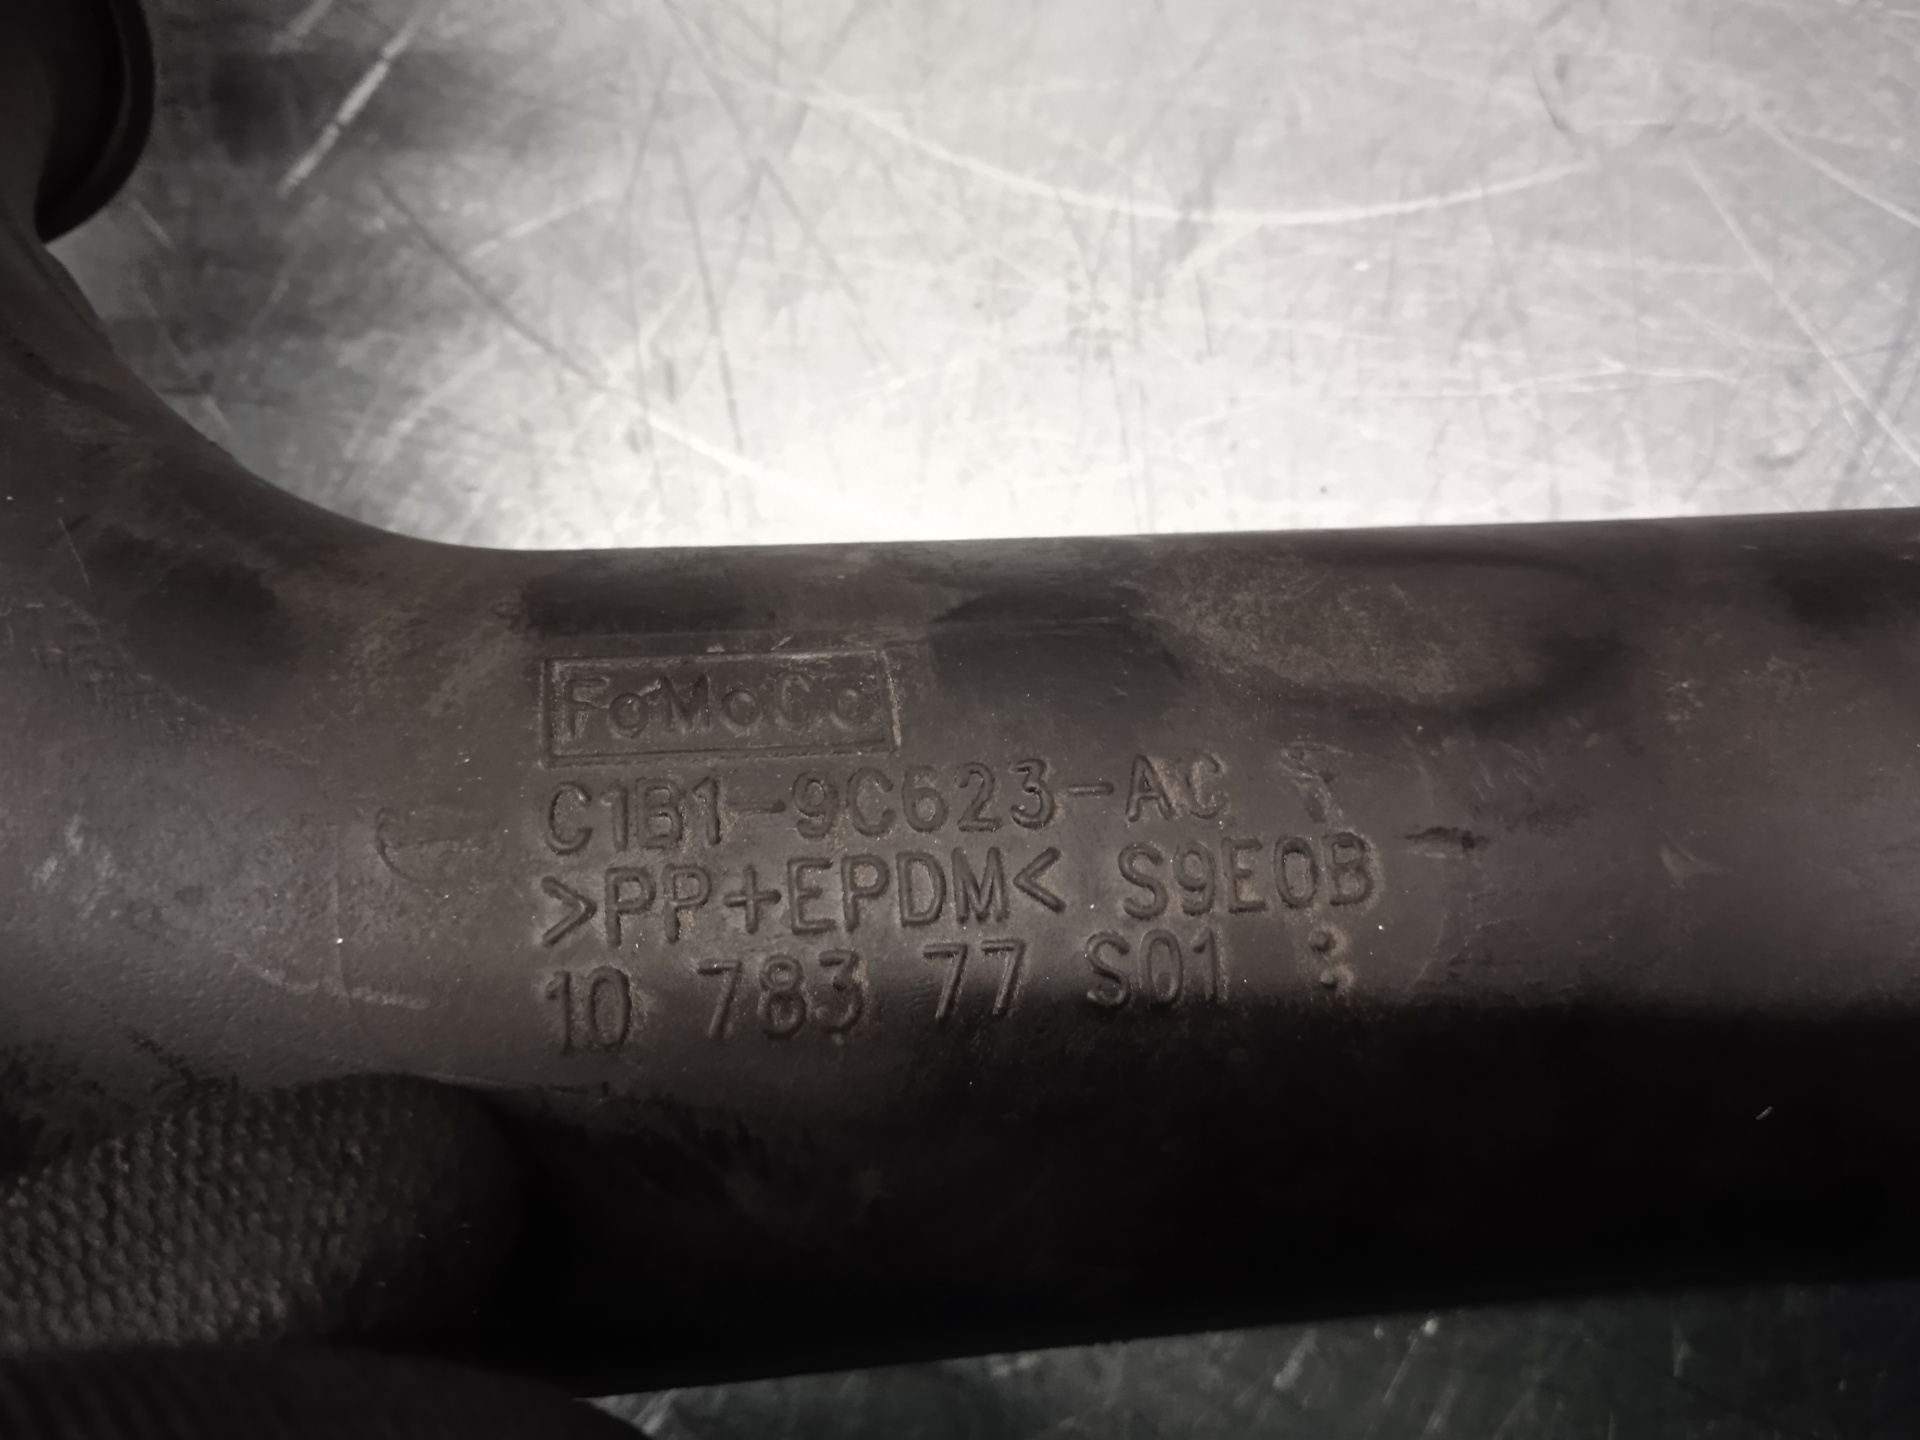 FoMoCo
C1B1-9C623-AC
>PP+EPDM< S9E0B
10 783 77 S01